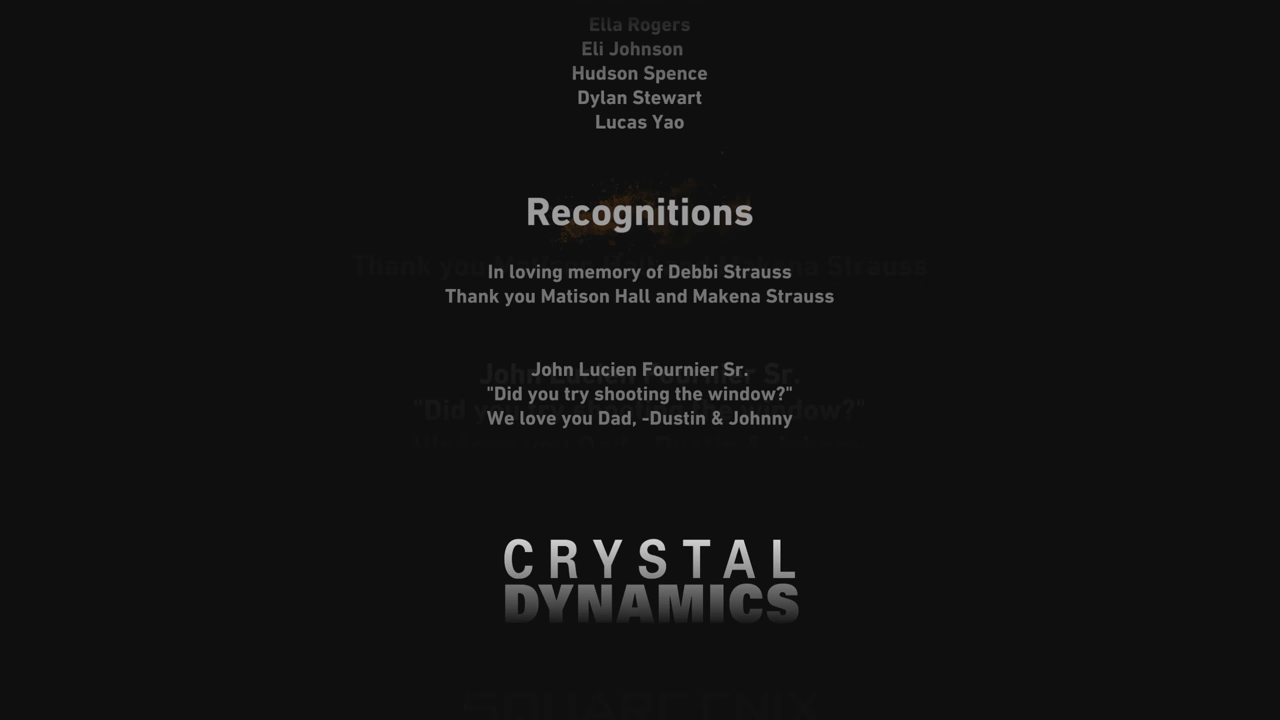 Ella Rogers
Eli Johnson
Hudson Spence
Dylan Stewart
Lucas Yao
Recognitions
In loving memory of Debbi Strauss
Thank you Matison Hall and Makena Strauss
John Lucien Fournier Sr.
"Did you try shooting the window?"
We love you Dad, -Dustin & Johnny
CRYSTAL
DYNAMICS
SQUARE ENIX